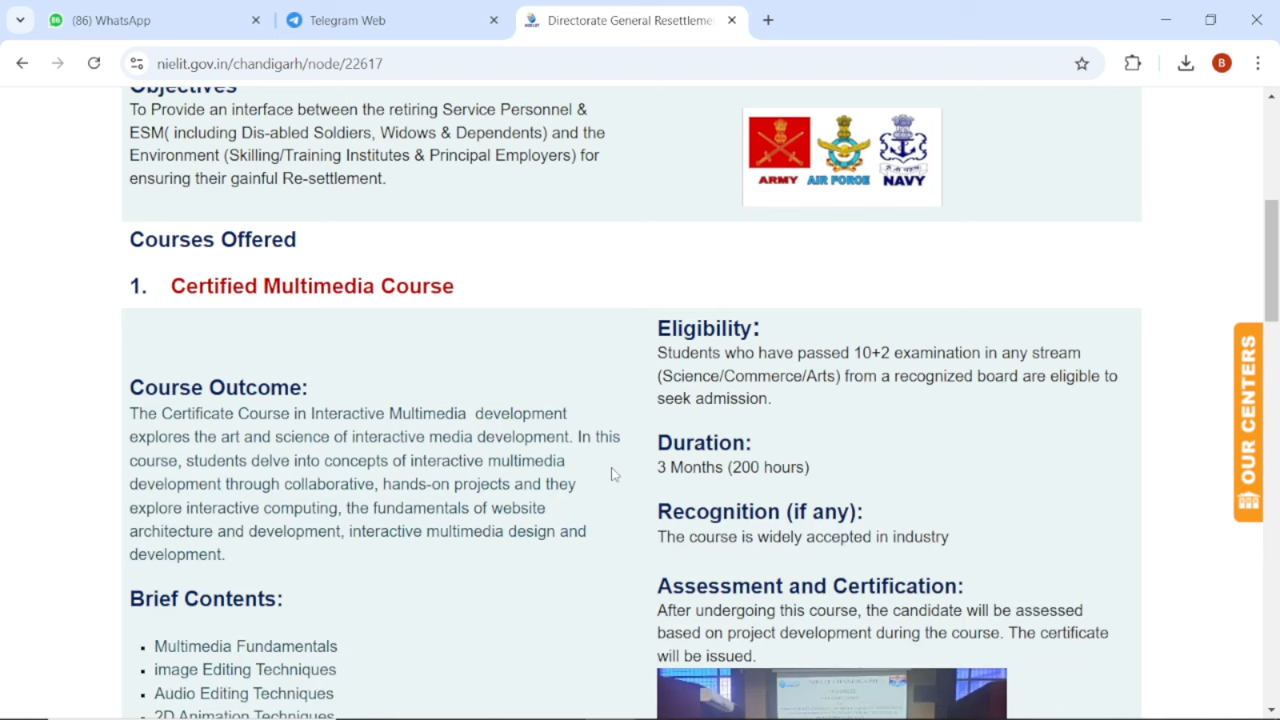 (86) WhatsApp
Telegram Web
Directorate General Resettleme
nielit.gov.in/chandigarh/node/22617
B
Objectives
To Provide an interface between the retiring Service Personnel &
ESM( including Dis-abled Soldiers, Widows & Dependents) and the
Environment (Skilling/Training Institutes & Principal Employers) for
ensuring their gainful Re-settlement.
ARMY AIR FORCE NAVY
Courses Offered
1. Certified Multimedia Course
Course Outcome:
The Certificate Course in Interactive Multimedia development
explores the art and science of interactive media development. In this
course, students delve into concepts of interactive multimedia
development through collaborative, hands-on projects and they
explore interactive computing, the fundamentals of website
architecture and development, interactive multimedia design and
development.
Brief Contents:
Multimedia Fundamentals
image Editing Techniques
Audio Editing Techniques
2D Animation Techniques
Eligibility:
Students who have passed 10+2 examination in any stream
(Science/Commerce/Arts) from a recognized board are eligible to
seek admission.
Duration:
3 Months (200 hours)
Recognition (if any):
The course is widely accepted in industry
Assessment and Certification:
After undergoing this course, the candidate will be assessed
based on project development during the course. The certificate
will be issued.
OUR CENTERS